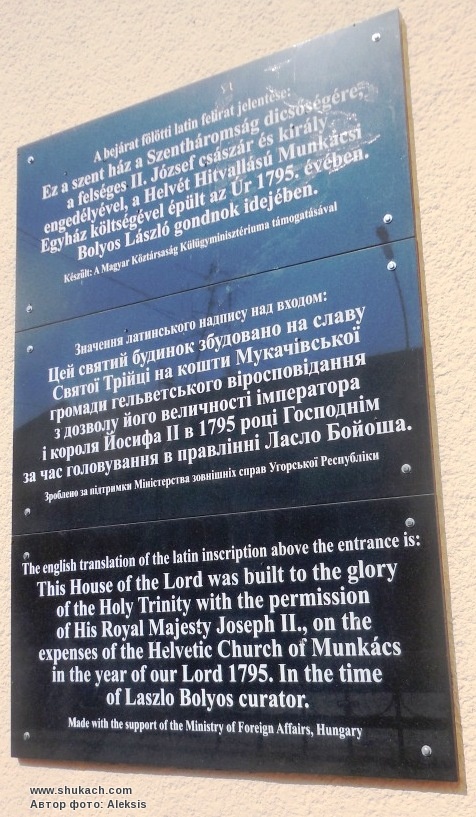 A bejárat fölötti latin felirat jelentése:
Ez a szent ház a Szentháromság dicsőségére,
a felséges II. József császár és király
engedélyével, a Helvét Hitvallású Munkácsi
Egyház költségével épült az Úr 1795. évében.
Bolyos László gondnok idejében.
Készült: A Magyar Köztársaság Külügyminisztériuma támogatásával
Значення латинського надпису над входом:
Цей святий будинок збудовано на славу
Святої Трійці на кошти Мукачівської
громади гельветського віросповідання
з дозволу його величності імператора
і короля Йосифа II в 1795 році Господнім
за час головування в правлінні Ласло Бойоша.
Зроблено за підтримки Міністерства зовнішніх справ Угорської Республіки
The english translation of the latin inscription above the entrance is:
This House of the Lord was built to the glory
of the Holy Trinity with the permission
of His Royal Majesty Joseph II., on the
expenses of the Helvetic Church of Munkács
in the year of our Lord 1795. In the time
of Laszlo Bolyos curator.
Made with the support of the Ministry of Foreign Affairs, Hungary
www.shukach.com
Автор фото: Aleksis